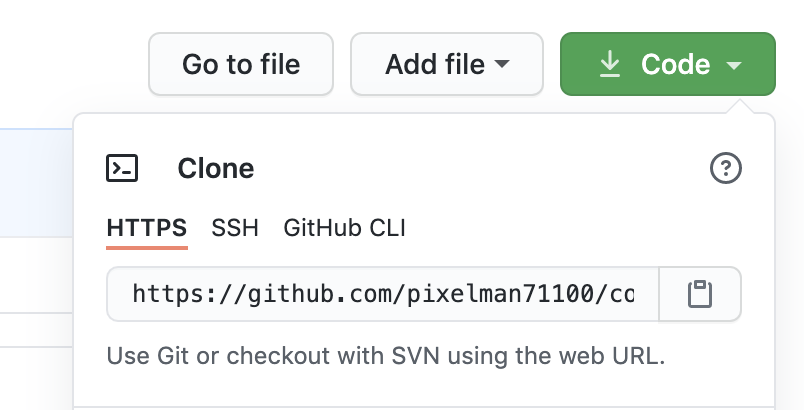 Go to file
Add file
Code
Clone
HTTPS SSH GitHub CLI
https://github.com/pixelman71100/co
Use Git or checkout with SVN using the web URL.